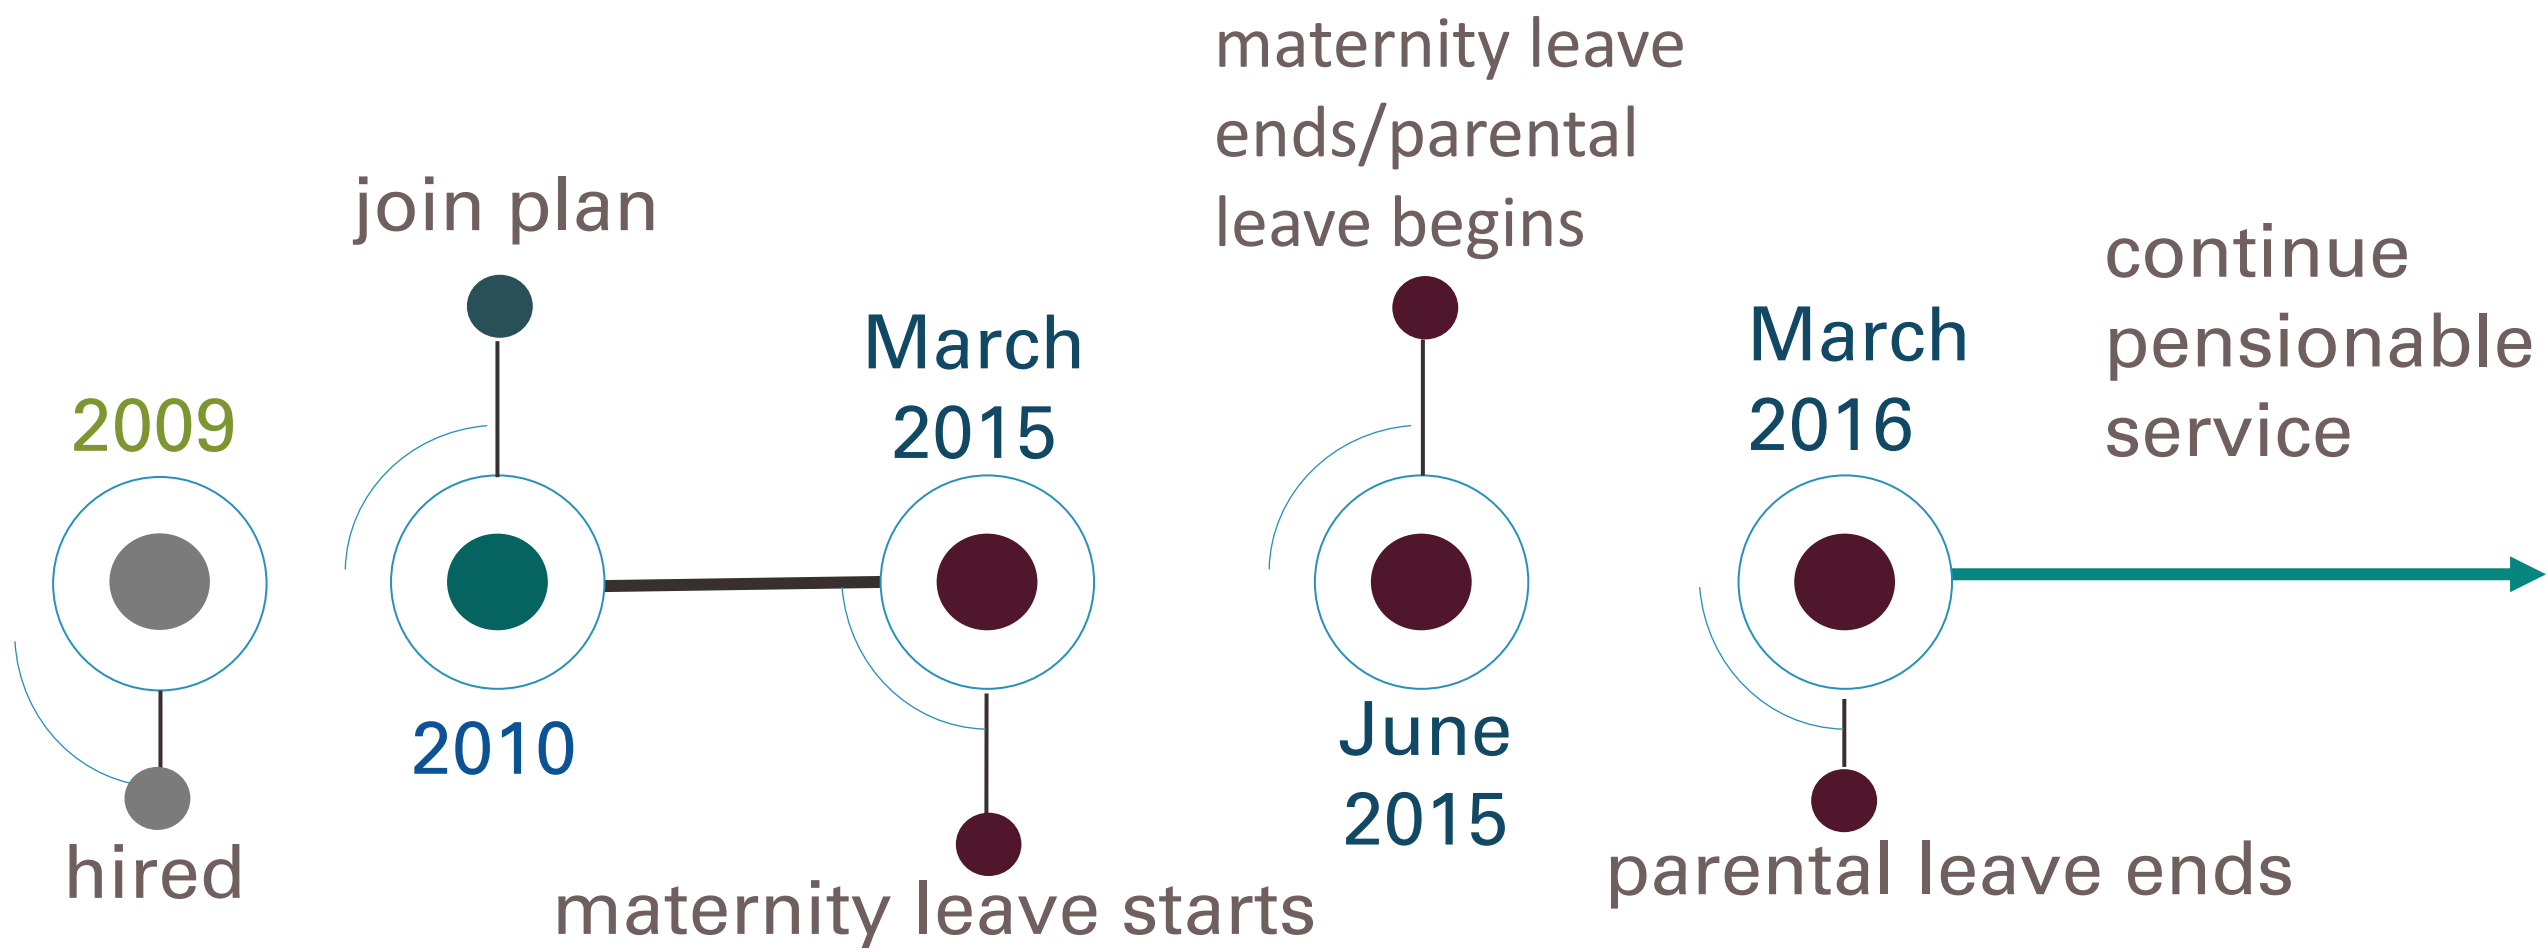 2009
hired
join plan
2010
March
2015
maternity leave starts
maternity leave
ends/parental
leave begins
June
2015
March
2016
parental leave ends
continue
pensionable
service